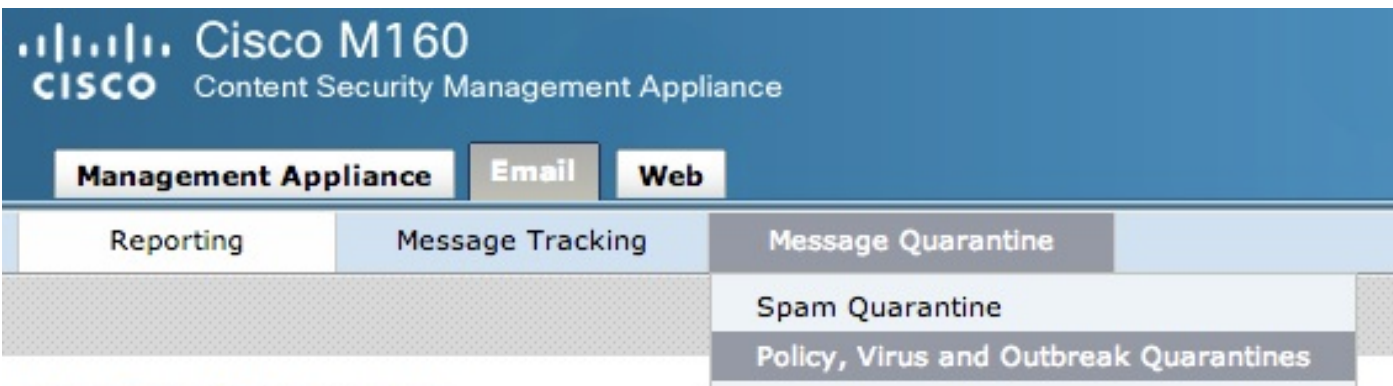 Cisco M160
CISCO Content Security Management Appliance
Management Appliance Email Web
Reporting Message Tracking Message Quarantine
Spam Quarantine
Policy, Virus and Outbreak Quarantines